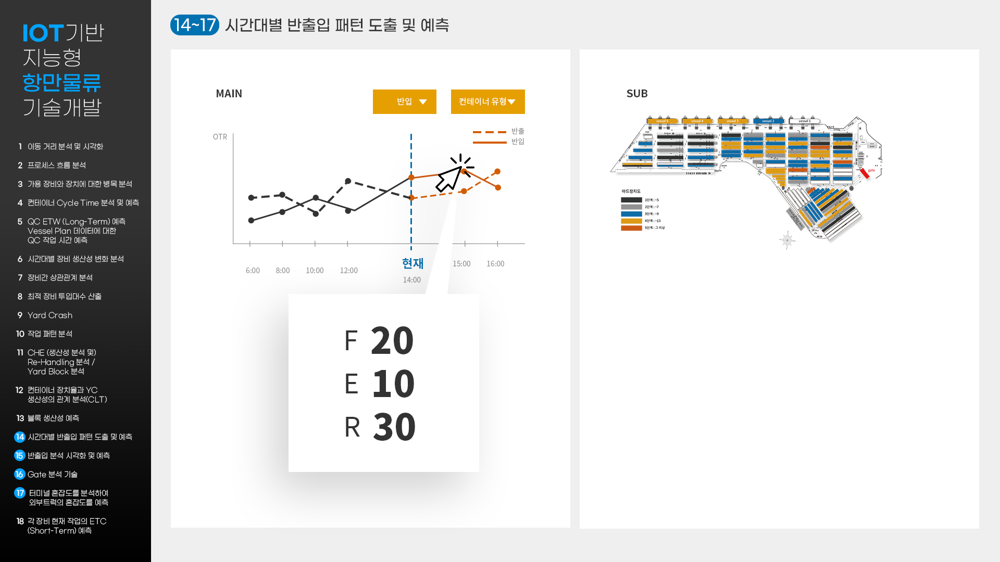 IOT기반
지능형
항만물류
기술개발
1 이동 거리 분석 및 시각화
2 프로세스 흐름 분석
3 가용 장비와 장치에 대한 병목 분석
4 컨테이너 Cycle Time 분석 및 예측
5 QC ETW (Long-Term) 예측
Vessel Plan 데이터에 대한
QC 작업 시간 예측
6 시간대별 장비 생산성 변화 분석
7 장비간 상관관계 분석
8 최적 장비 투입대수 산출
9 Yard Crash
10 작업 패턴 분석
11 CHE (생산성 분석 및)
Re-Handling 분석 /
Yard Block 분석
12 컨테이너 장치율과 YC
생산성의 관계 분석(CLT)
13 블록 생산성 예측
14 시간대별 반출입 패턴 도출 및 예측
15 반출입 분석 시각화 및 예측
16 Gate 분석 기술
17 터미널 혼잡도를 분석하여
외부트럭의 혼잡도를 예측
18 각 장비 현재 작업의 ETC
(Short-Term) 예측
14~17 시간대별 반출입 패턴 도출 및 예측
MAIN
반입
컨테이너 유형
반출
반입
OTR
6:00 8:00 10:00 12:00
현재
14:00
15:00 16:00
F 20
E 10
R 30
SUB
vessel 5 vessel 4 vessel 3 vessel 2 vessel 1
gate
야드장치도
1단계 : ~5
2단계 : ~7
3단계 : ~9
4단계 : ~13
5단계 : 그 이상